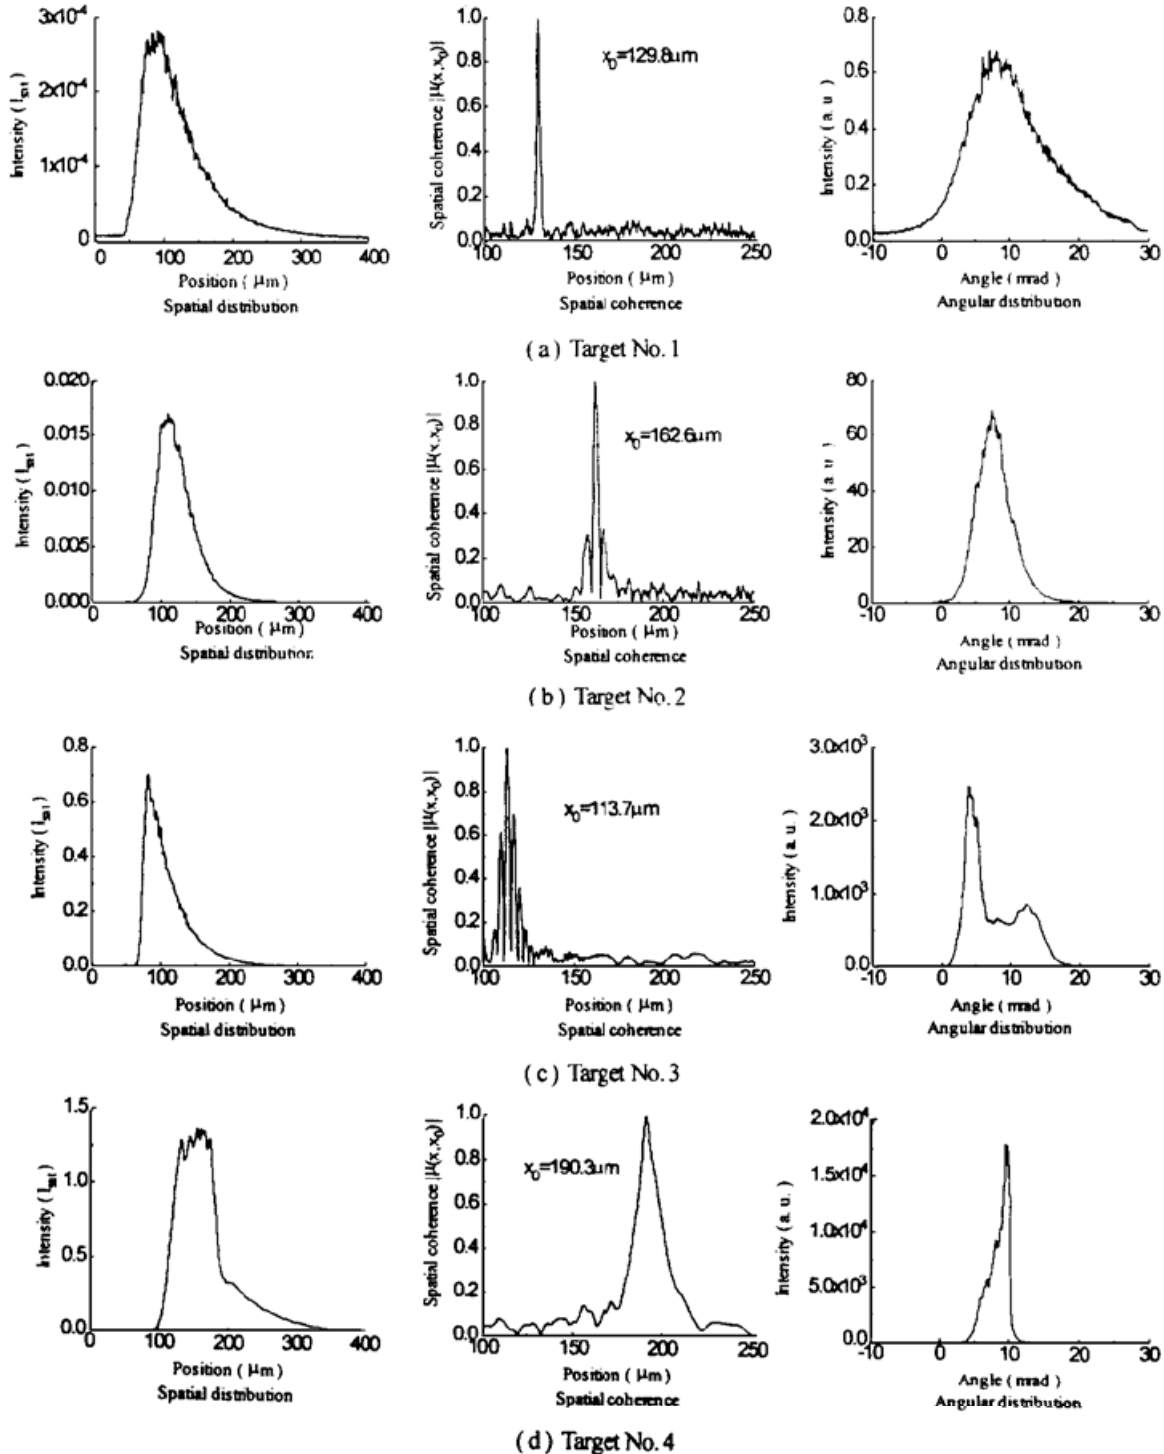 3x10-4
2x10-4
1x10-4
0
Intensity ( Isat )
0 100 200 300 400
Position ( μm )
Spatial distribution
1.0
0.8
0.6
0.4
0.2
0.0
Spatial coherence |μ(x,x0)|
x0=129.8um
100 150 200 250
Position ( μm )
Spatial coherence
0.8
0.6
0.4
0.2
0.0
Intensity ( a. u )
-10 0 10 20 30
Angle ( mrad )
Angular distribution
( a ) Target No. 1
0.020
0.015
0.010
0.005
0.000
Intensity ( Isat )
0 100 200 300 400
Position ( μm )
Spatial distribution
1.0
0.8
0.6
0.4
0.2
0.0
Spatial coherence |μ(x,x0)|
x0=162.6um
100 150 200 250
Position ( μm )
Spatial coherence
80
60
40
20
0
Intensity ( a. u )
-10 0 10 20 30
Angle ( mrad )
Angular distribution
( b ) Target No. 2
0.8
0.6
0.4
0.2
0.0
Intensity ( Isat )
0 100 200 300 400
Position ( μm )
Spatial distribution
1.0
0.8
0.6
0.4
0.2
0.0
Spatial coherence |μ(x,x0)|
x0=113.7μm
100 150 200 250
Position ( μm )
Spatial coherence
3.0x10³
2.0x10³
1.0x10³
0.0
Intensity ( a. u. )
-10 0 10 20 30
Angle ( mrad )
Angular distribution
( c ) Target No. 3
1.5
1.0
0.5
0.0
Intensity ( Isat )
0 100 200 300 400
Position ( μm )
Spatial distribution
1.0
0.8
0.6
0.4
0.2
0.0
Spatial coherence |μ(x,x0)|
x0=190.3um
100 150 200 250
Position ( μm )
Spatial coherence
2.0x10⁴
1.5x10⁴
1.0x10⁴
5.0x10³
0.0
Intensity ( a. u. )
-10 0 10 20 30
Angle ( mrad )
Angular distribution
( d ) Target No. 4